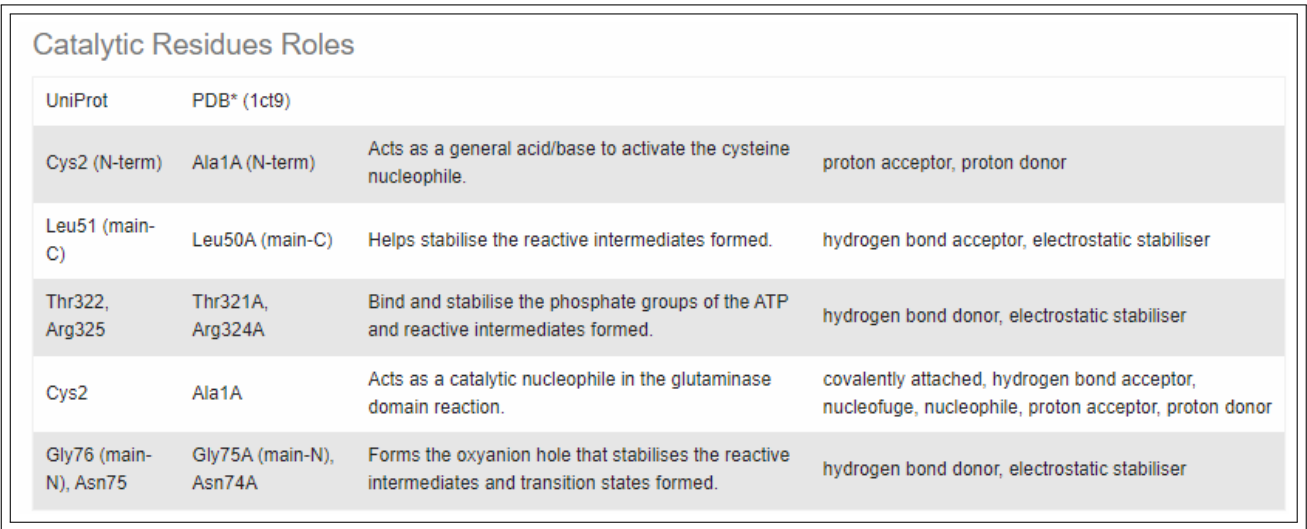 Catalytic Residues Roles
UniProt PDB* (1ct9)
Cys2 (N-term) Ala1A (N-term) Acts as a general acid/base to activate the cysteine nucleophile. proton acceptor, proton donor
Leu51 (main-C) Leu50A (main-C) Helps stabilise the reactive intermediates formed. hydrogen bond acceptor, electrostatic stabiliser
Thr322, Arg325 Thr321A, Arg324A Bind and stabilise the phosphate groups of the ATP and reactive intermediates formed. hydrogen bond donor, electrostatic stabiliser
Cys2 Ala1A Acts as a catalytic nucleophile in the glutaminase domain reaction. covalently attached, hydrogen bond acceptor, nucleofuge, nucleophile, proton acceptor, proton donor
Gly76 (main-N), Asn75 Gly75A (main-N), Asn74A Forms the oxyanion hole that stabilises the reactive intermediates and transition states formed. hydrogen bond donor, electrostatic stabiliser